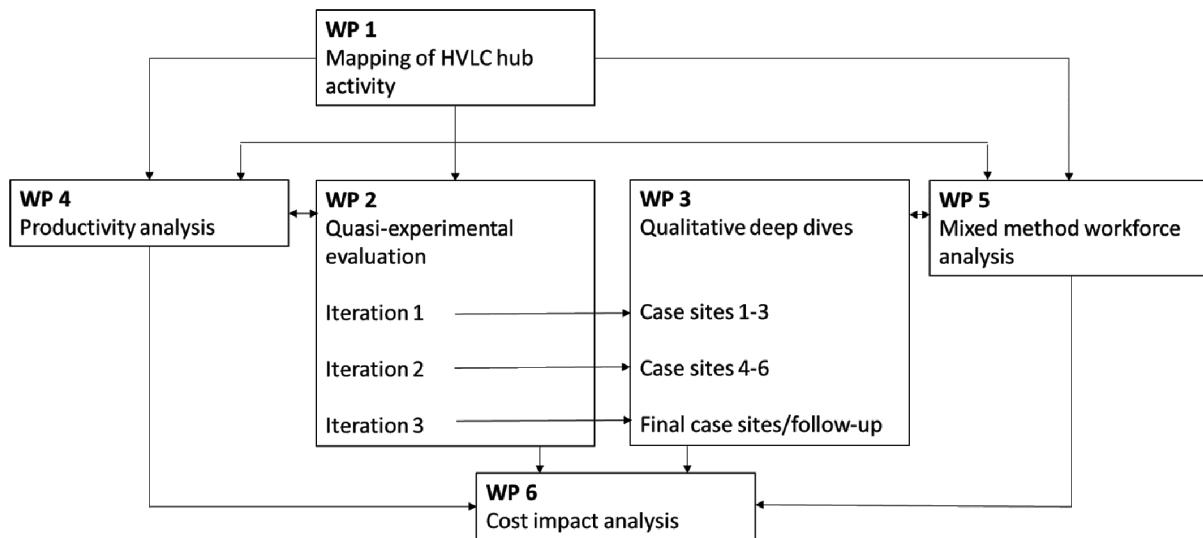 WP 1
Mapping of HVLC hub
activity
WP 4
Productivity analysis
WP 2
Quasi-experimental
evaluation
Iteration 1
Iteration 2
Iteration 3
WP 3
Qualitative deep dives
Case sites 1-3
Case sites 4-6
Final case sites/follow-up
WP 5
Mixed method workforce
analysis
WP 6
Cost impact analysis